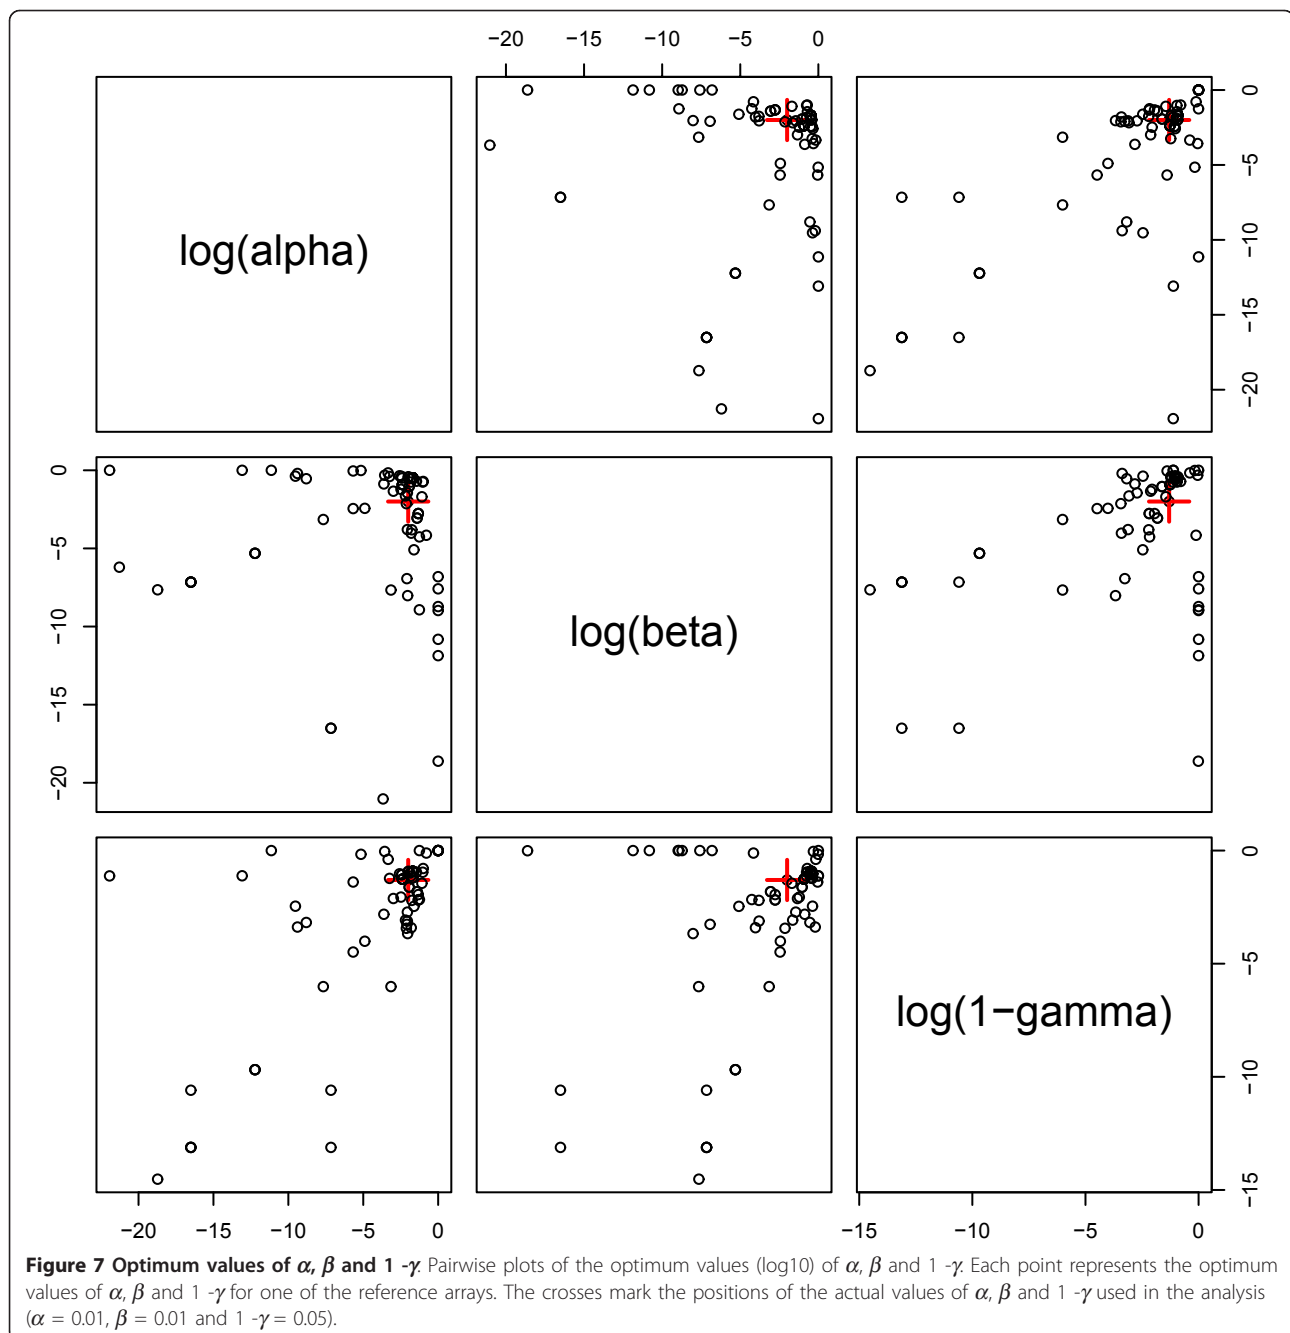 −20 −15 −10 −5 0
log(alpha)
0
−5
−10
−15
−20
0
−5
−10
−15
−20
log(beta)
log(1−gamma)
0
−5
−10
−15
−20 −15 −10 −5 0
−15 −10 −5 0
Figure 7 Optimum values of α, β and 1 -γ. Pairwise plots of the optimum values (log10) of α, β and 1 -γ. Each point represents the optimum
values of α, β and 1 -γ for one of the reference arrays. The crosses mark the positions of the actual values of α, β and 1 -γ used in the analysis
(α = 0.01, β = 0.01 and 1 -γ = 0.05).